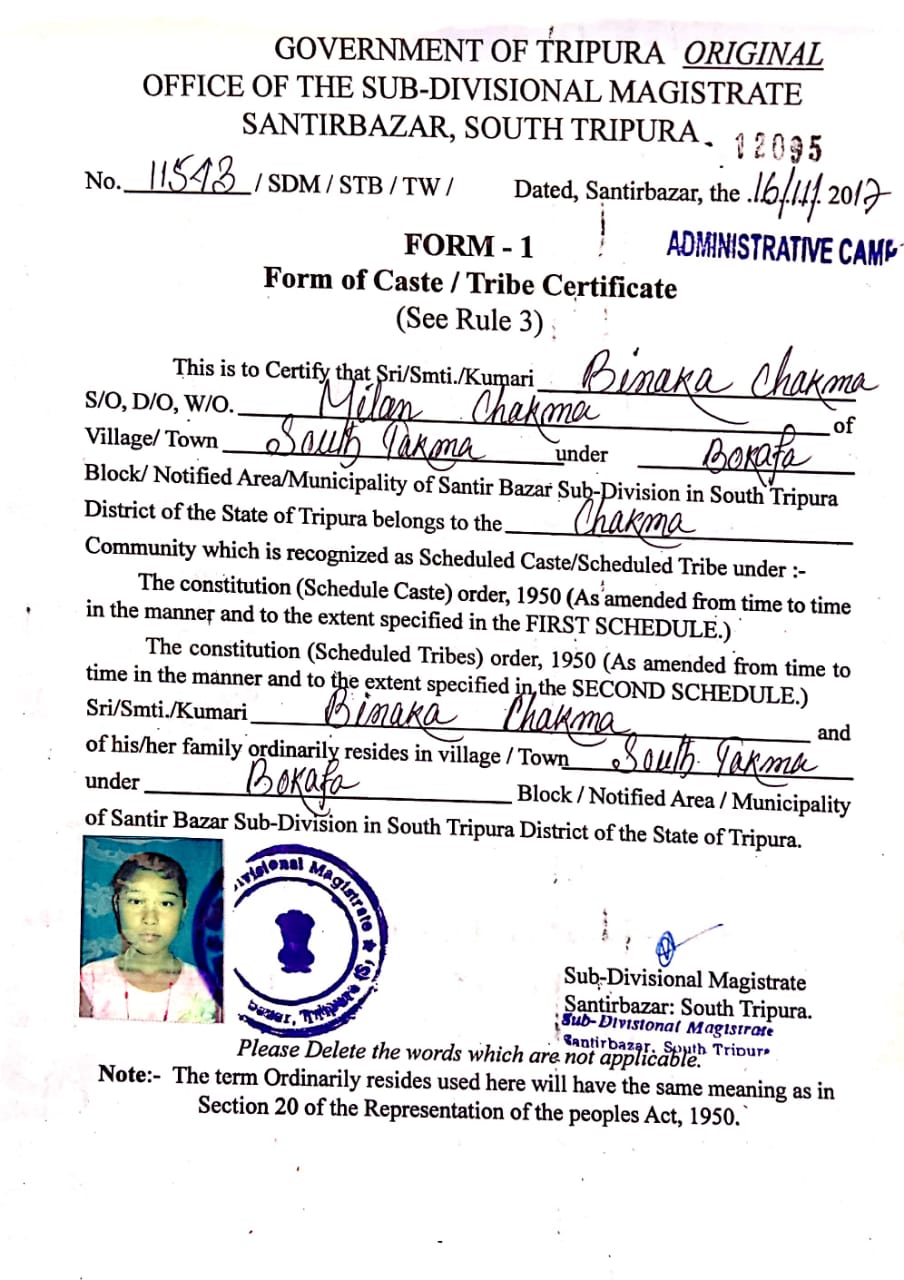 GOVERNMENT OF TRIPURA ORIGINAL
OFFICE OF THE SUB-DIVISIONAL MAGISTRATE
SANTIRBAZAR, SOUTH TRIPURA.
12095
No. 11543 / SDM / STB / TW / Dated, Santirbazar, the 16/11/2017
ADMINISTRATIVE CAMP
FORM - 1
Form of Caste / Tribe Certificate
(See Rule 3)
This is to Certify that Sri/Smti./Kumari Binaka Chakma
S/O, D/O, W/O. Milan Chakma of
Village/ Town South Takma under Bokafa
Block/ Notified Area/Municipality of Santir Bazar Sub-Division in South Tripura
District of the State of Tripura belongs to the Chakma
Community which is recognized as Scheduled Caste/Scheduled Tribe under :-
The constitution (Schedule Caste) order, 1950 (As amended from time to time
in the manner and to the extent specified in the FIRST SCHEDULE.)
The constitution (Scheduled Tribes) order, 1950 (As amended from time to
time in the manner and to the extent specified in the SECOND SCHEDULE.)
Sri/Smti./Kumari Binaka Chakma and
of his/her family ordinarily resides in village / Town South Takma
under Bokafa Block / Notified Area / Municipality
of Santir Bazar Sub-Division in South Tripura District of the State of Tripura.
Divisional Magistrate ★ (S)
bazar, Tripura
Sub-Divisional Magistrate
Santirbazar: South Tripura.
Sub-Divisional Magistrate
Santirbazar, South Tripura
Please Delete the words which are not applicable.
Note:- The term Ordinarily resides used here will have the same meaning as in
Section 20 of the Representation of the peoples Act, 1950.